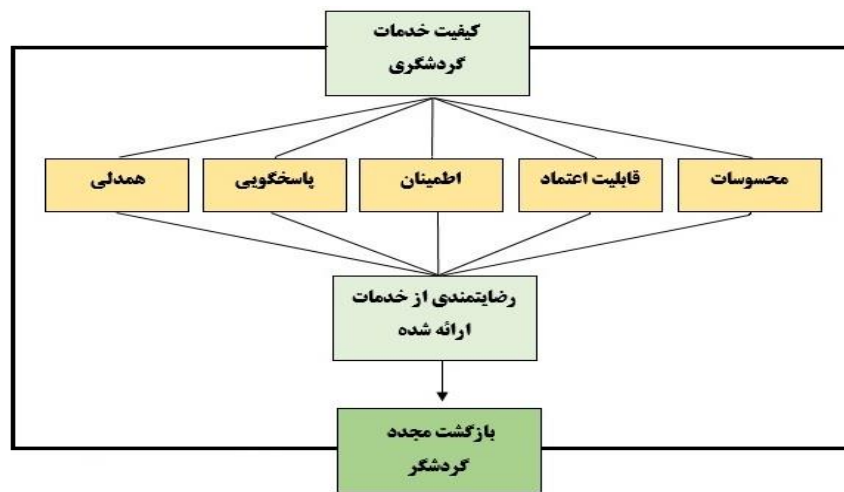 کیفیت خدمات
گردشگری
محسوسات
قابلیت اعتماد
اطمینان
پاسخگویی
همدلی
رضایتمندی از خدمات
ارائه شده
بازگشت مجدد
گردشگر